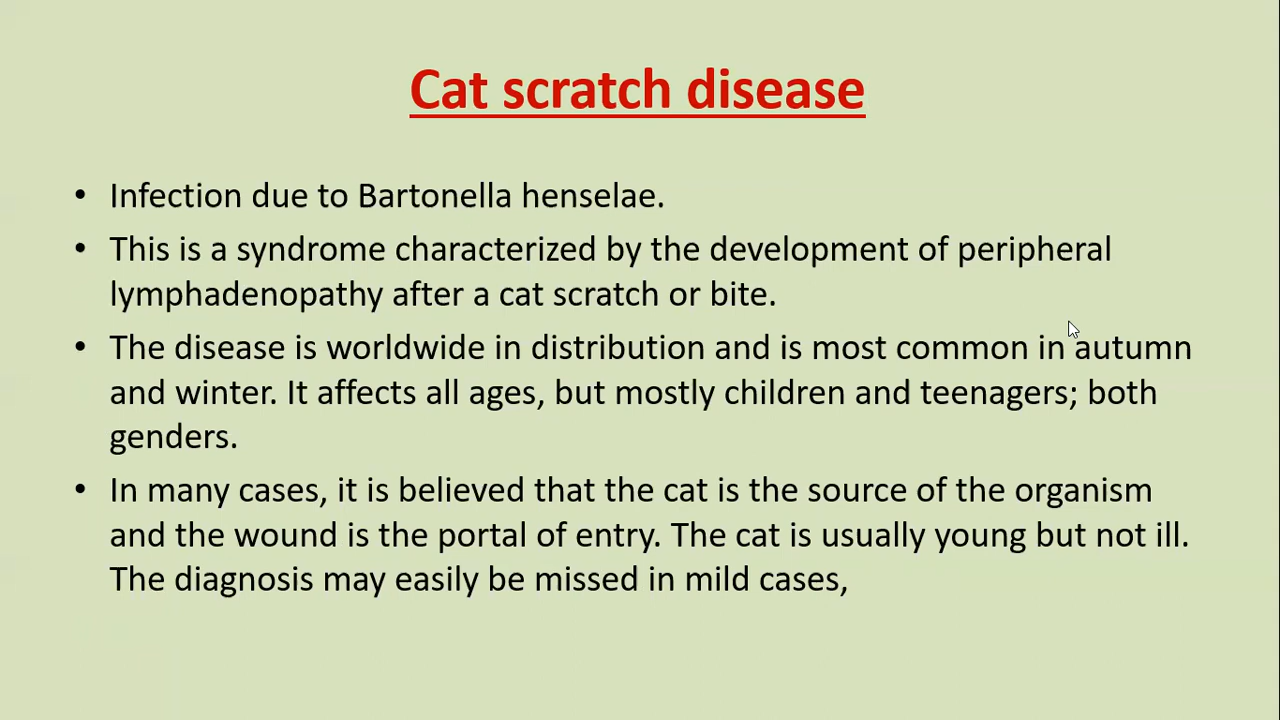 Cat scratch disease
• Infection due to Bartonella henselae.
• This is a syndrome characterized by the development of peripheral
lymphadenopathy after a cat scratch or bite.
• The disease is worldwide in distribution and is most common in autumn
and winter. It affects all ages, but mostly children and teenagers; both
genders.
• In many cases, it is believed that the cat is the source of the organism
and the wound is the portal of entry. The cat is usually young but not ill.
The diagnosis may easily be missed in mild cases,